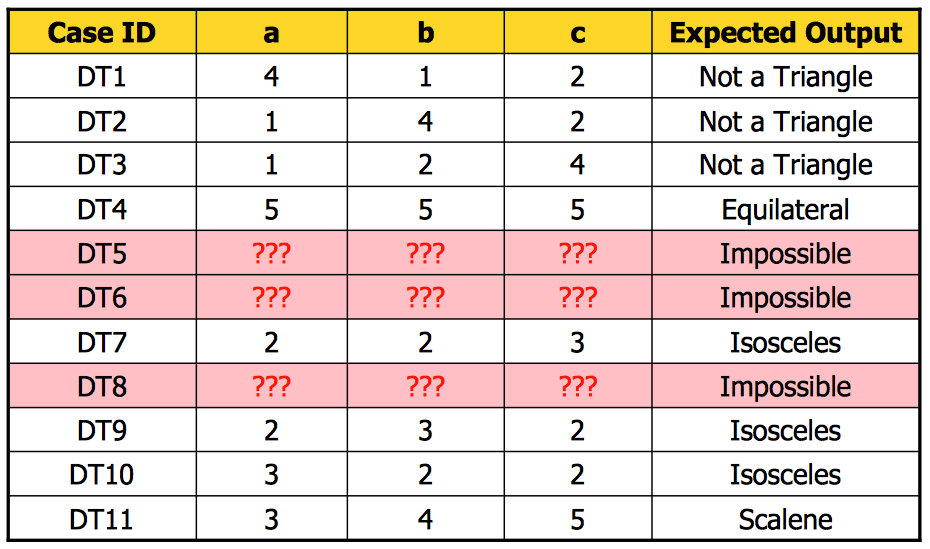 Case ID a b c Expected Output
DT1 4 1 2 Not a Triangle
DT2 1 4 2 Not a Triangle
DT3 1 2 4 Not a Triangle
DT4 5 5 5 Equilateral
DT5 ??? ??? ??? Impossible
DT6 ??? ??? ??? Impossible
DT7 2 2 3 Isosceles
DT8 ??? ??? ??? Impossible
DT9 2 3 2 Isosceles
DT10 3 2 2 Isosceles
DT11 3 4 5 Scalene